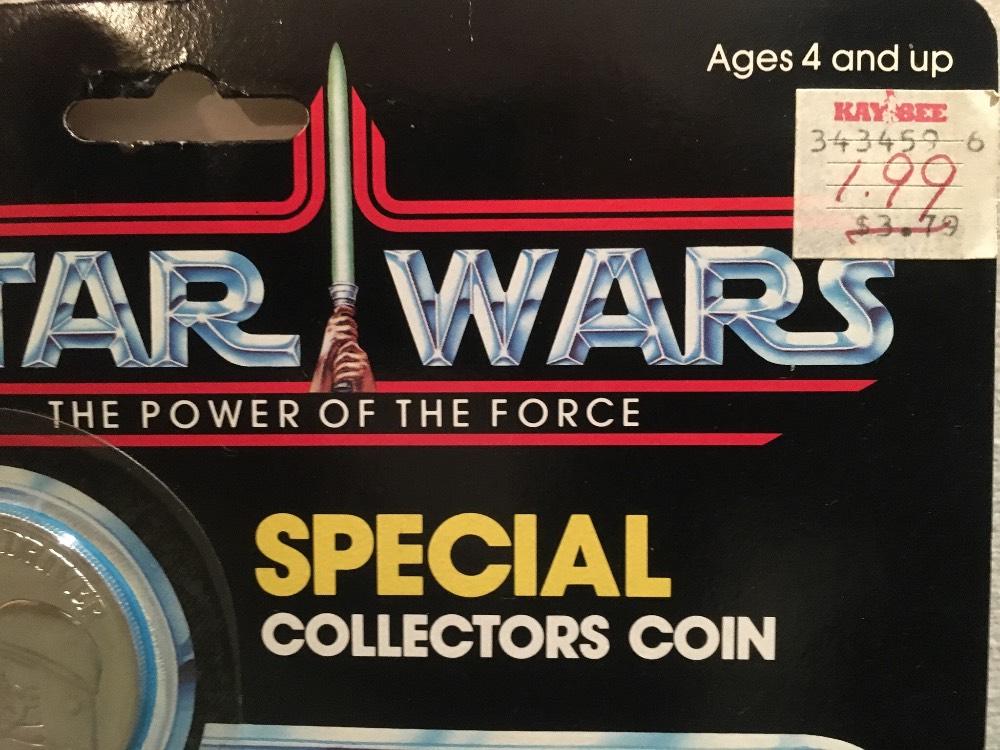 Ages 4 and up
KAY BEE
343459 6
1.99
$3.79
TAR WARS
THE POWER OF THE FORCE
SPECIAL
COLLECTORS COIN